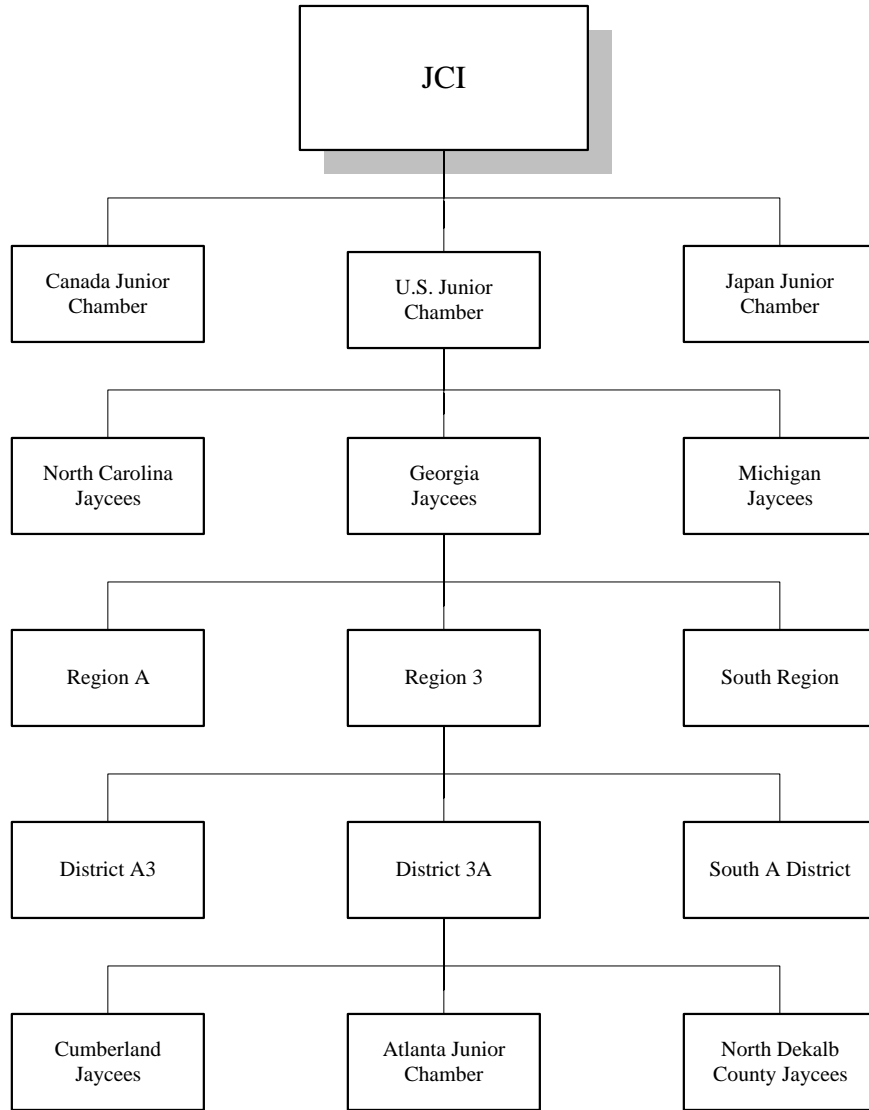 JCI
Canada Junior
Chamber
U.S. Junior
Chamber
Japan Junior
Chamber
North Carolina
Jaycees
Georgia
Jaycees
Michigan
Jaycees
Region A
Region 3
South Region
District A3
District 3A
South A District
Cumberland
Jaycees
Atlanta Junior
Chamber
North Dekalb
County Jaycees